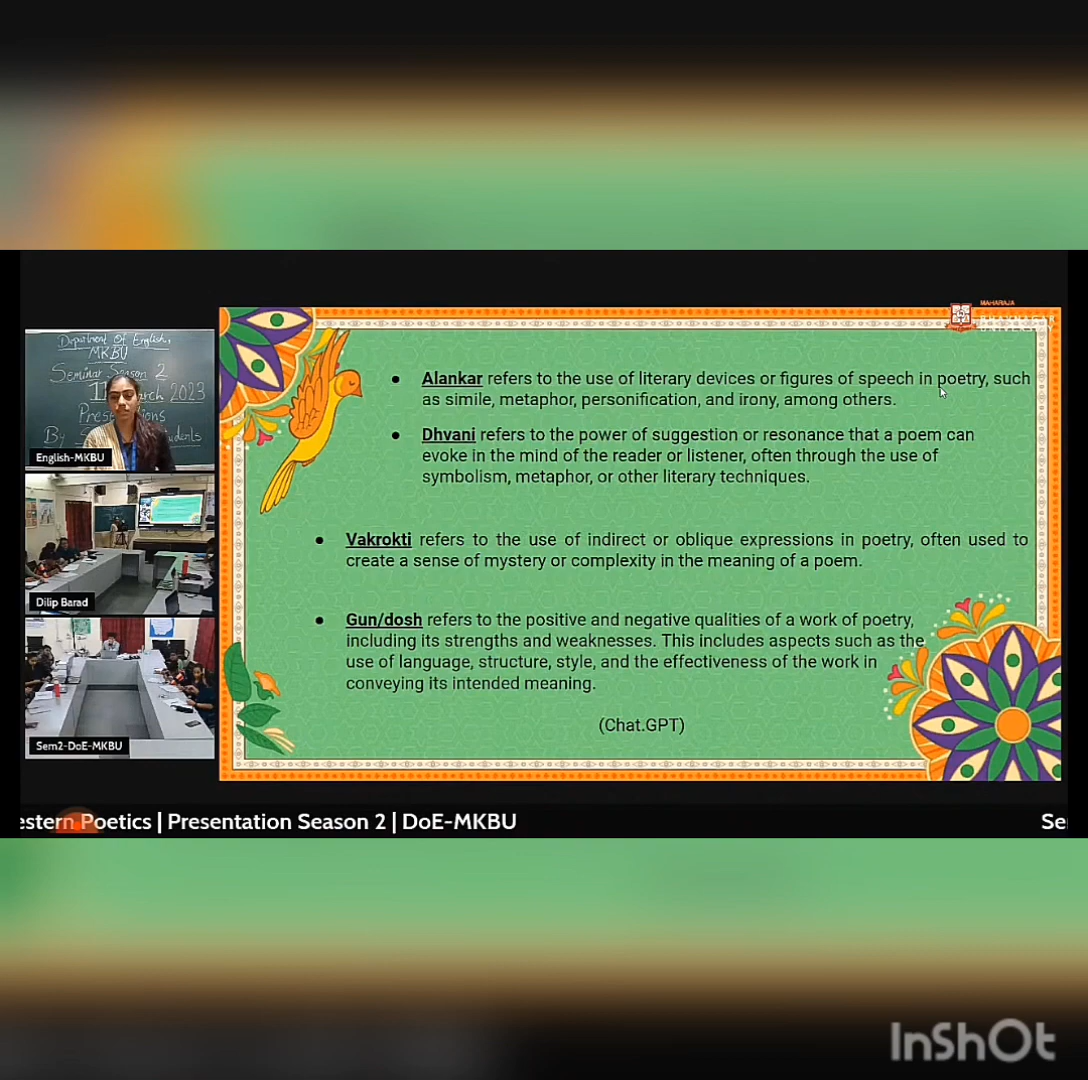 MAHARAJA
BHAVNAGAR
UNIVERSITY
Department of English,
MKBU
Seminar Season 2
March 2023
By
English-MKBU
Dilip Barad
Sem2-DoE-MKBU
● Alankar refers to the use of literary devices or figures of speech in poetry, such
as simile, metaphor, personification, and irony, among others.
● Dhvani refers to the power of suggestion or resonance that a poem can
evoke in the mind of the reader or listener, often through the use of
symbolism, metaphor, or other literary techniques.
● Vakrokti refers to the use of indirect or oblique expressions in poetry, often used to
create a sense of mystery or complexity in the meaning of a poem.
● Gun/dosh refers to the positive and negative qualities of a work of poetry,
including its strengths and weaknesses. This includes aspects such as the
use of language, structure, style, and the effectiveness of the work in
conveying its intended meaning.
(Chat.GPT)
estern Poetics | Presentation Season 2 | DoE-MKBU
Se
InShOt